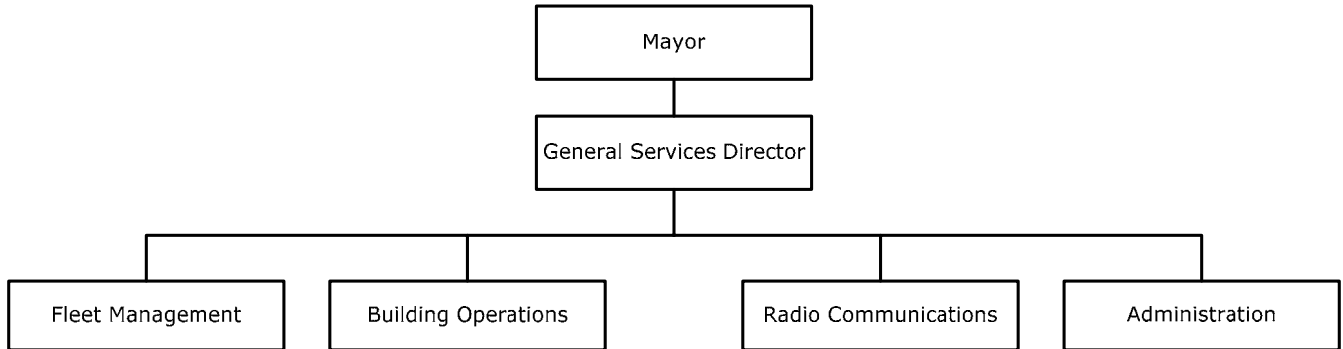 Mayor
General Services Director
Fleet Management
Building Operations
Radio Communications
Administration